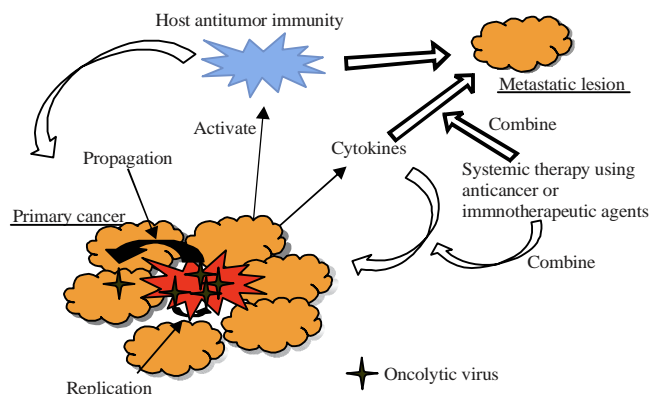 Host antitumor immunity
Metastatic lesion
Activate
Combine
Cytokines
Propagation
Systemic therapy using
anticancer or
immnotherapeutic agents
Primary cancer
Combine
Oncolytic virus
Replication